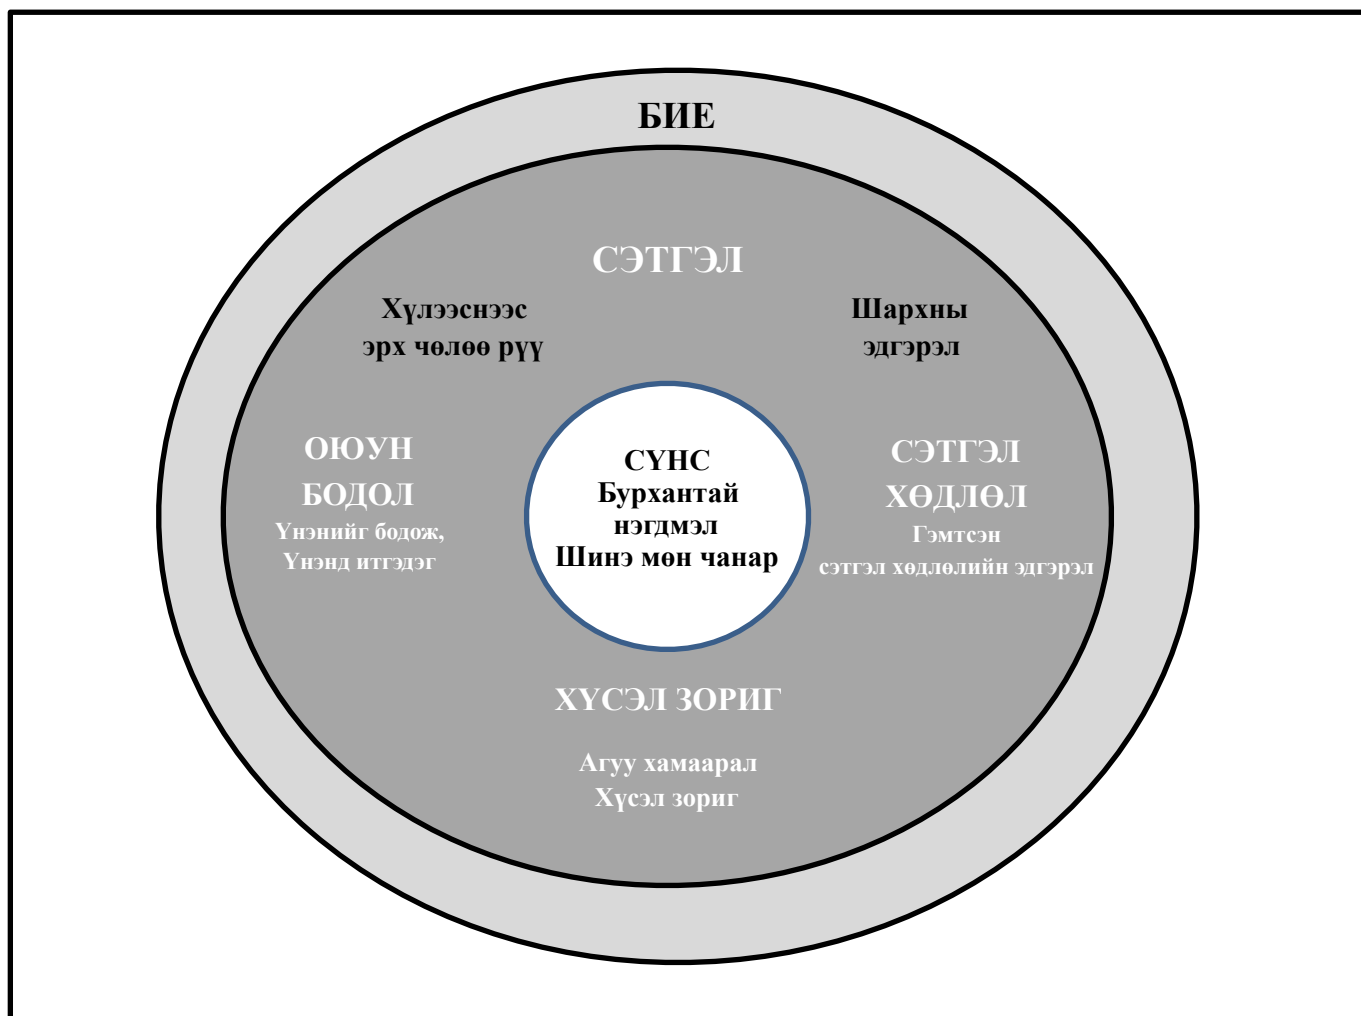 БИЕ
СЭТГЭЛ
Хүлээснээс
эрх чөлөө рүү
Шархны
эдгэрэл
ОЮУН
БОДОЛ
Үнэнийг бодож,
Үнэнд итгэдэг
СҮНС
Бурхантай
нэгдмэл
Шинэ мөн чанар
СЭТГЭЛ
ХӨДЛӨЛ
Гэмтсэн
сэтгэл хөдлөлийн эдгэрэл
ХҮСЭЛ ЗОРИГ
Агуу хамаарал
Хүсэл зориг